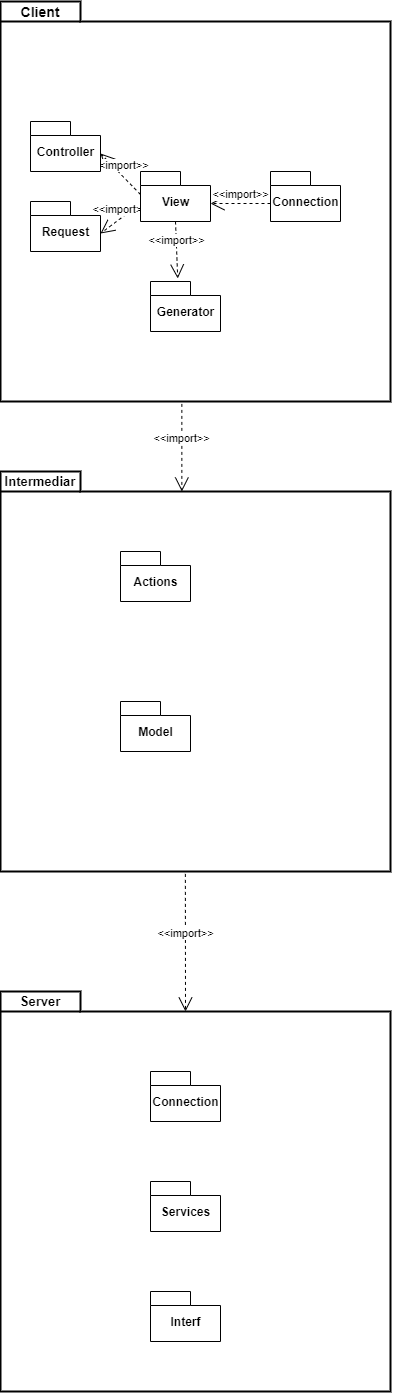 Client
Controller
<<import>>
<<import>>
View
Connection
<<import>>
Request
<<import>>
Generator
<<import>>
Intermediar
Actions
Model
<<import>>
Server
Connection
Services
Interf